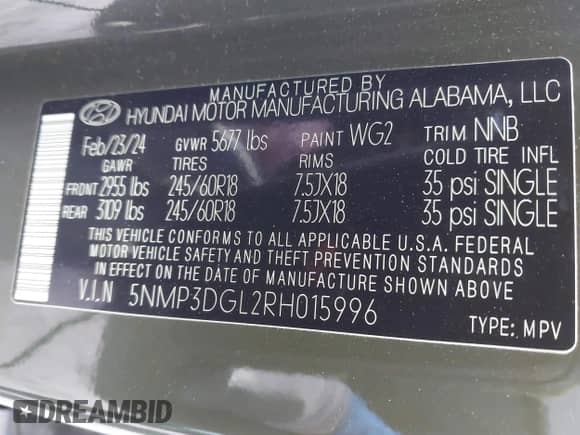 MANUFACTURED BY
HYUNDAI MOTOR MANUFACTURING ALABAMA, LLC
Feb/23/24 GVWR 5677 lbs PAINT WG2 TRIM NNB
GAWR TIRES RIMS COLD TIRE INFL
FRONT 2955 lbs 245/60R18 7.5JX18 35 psi SINGLE
REAR 3109 lbs 245/60R18 7.5JX18 35 psi SINGLE
THIS VEHICLE CONFORMS TO ALL APPLICABLE U.S.A. FEDERAL
MOTOR VEHICLE SAFETY AND THEFT PREVENTION STANDARDS
IN EFFECT ON THE DATE OF MANUFACTURE SHOWN ABOVE
V.I.N 5NMP3DGL2RH015996
TYPE: MPV
DREAMBID